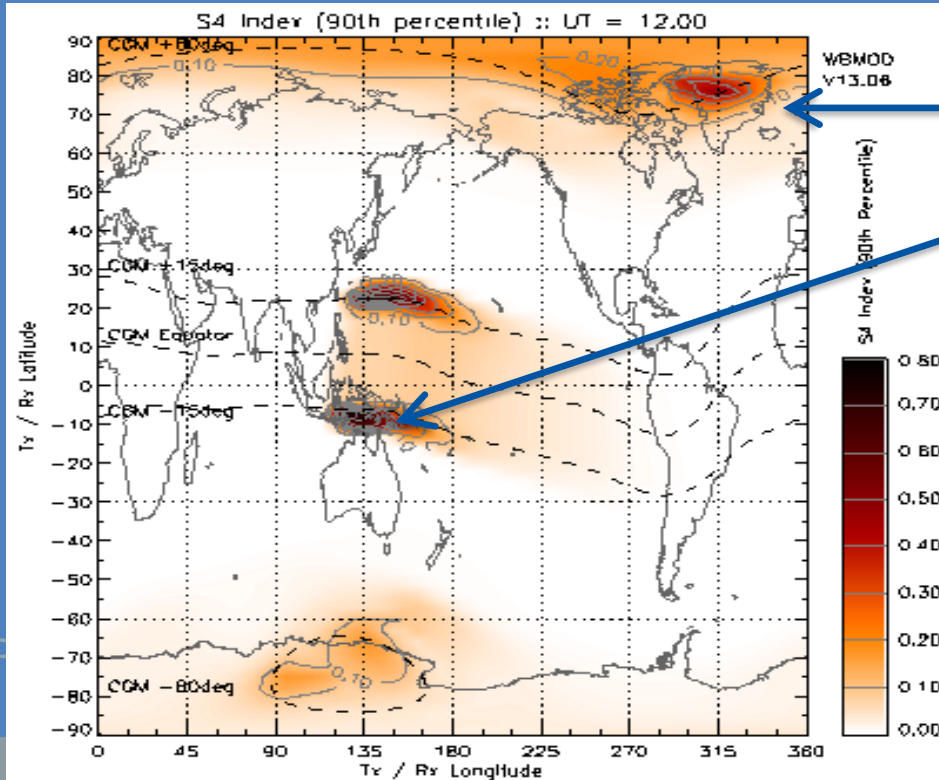 S4 Index (90th percentile) :: UT = 12.00
WBMOD
V13.06
CGM +80deg
0.10
0.20
CGM +15deg
0.10
CGM Equator
CGM -15deg
0.10
CGM -80deg
90
80
70
60
50
40
30
20
10
0
-10
-20
-30
-40
-50
-60
-70
-80
-90
Tx / Rx Latitude
0 45 90 135 180 225 270 315 360
Tx / Rx Longitude
S4 Index (90th Percentile)
0.80
0.70
0.60
0.50
0.40
0.30
0.20
0.10
0.00